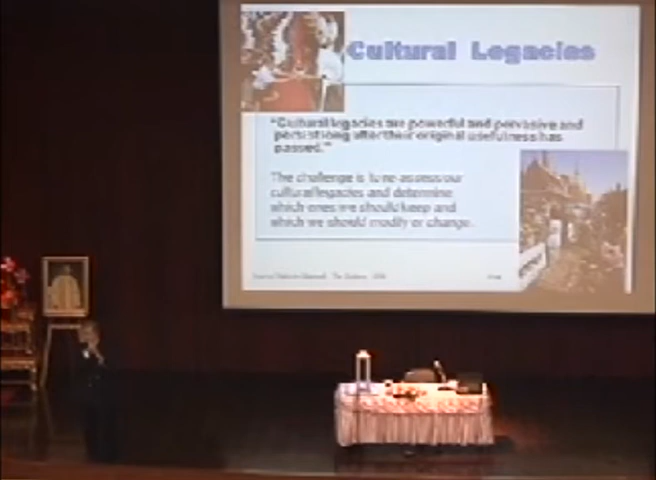 Cultural Legacies
"Cultural legacies are powerful and pervasive and
persist long after their original usefulness has
passed."
The challenge is to re-assess our
cultural legacies and determine
which ones we should keep and
which we should modify or change.